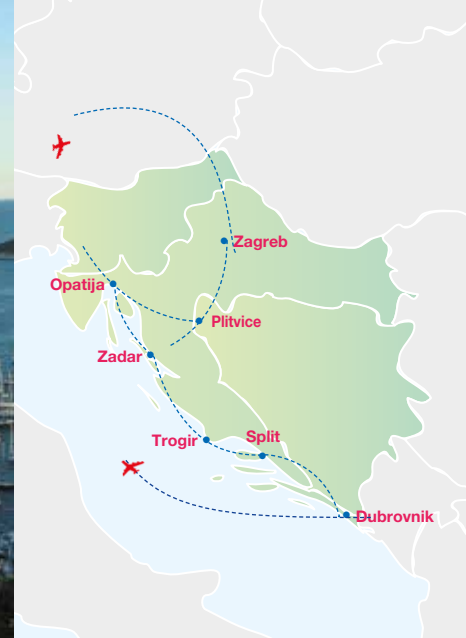 Zagreb
Opatija
Plitvice
Zadar
Trogir
Split
Dubrovnik